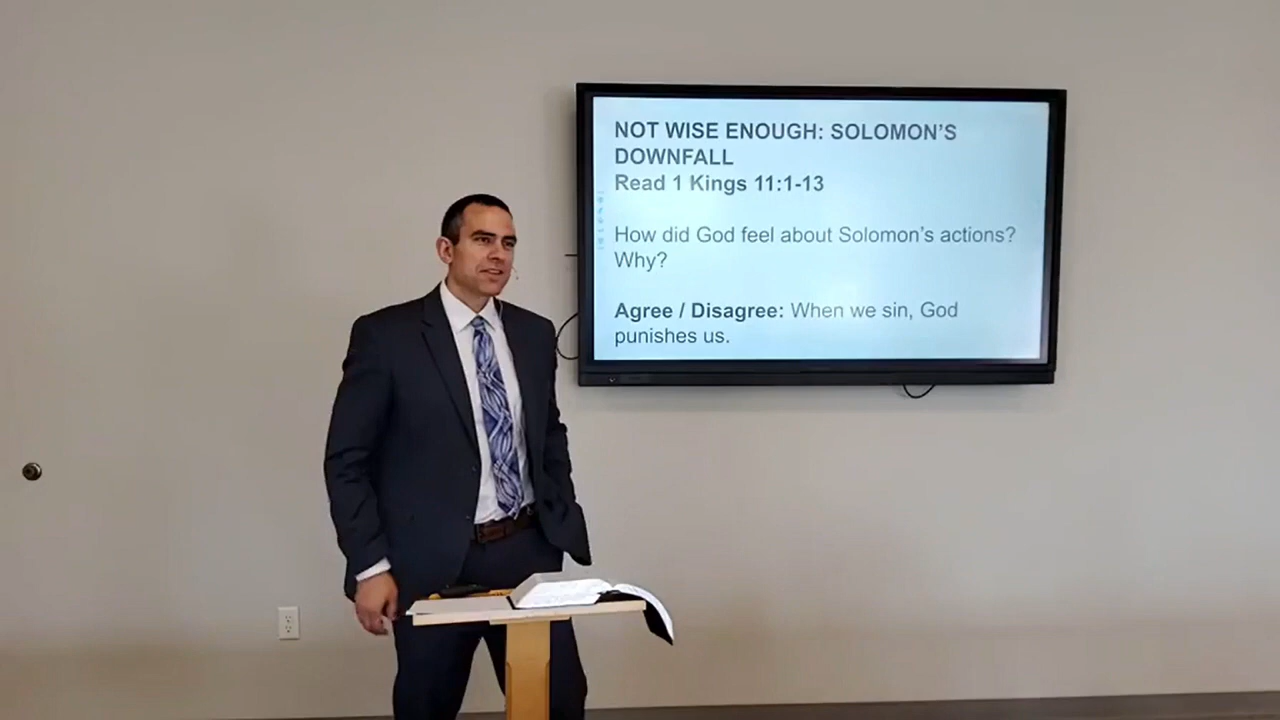 NOT WISE ENOUGH: SOLOMON'S
DOWNFALL
Read 1 Kings 11:1-13
How did God feel about Solomon's actions?
Why?
Agree / Disagree: When we sin, God
punishes us.